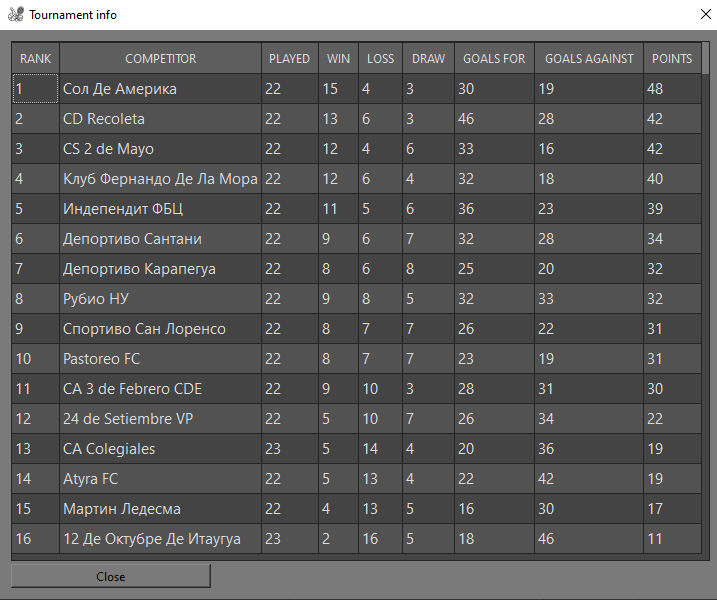 Tournament info
RANK COMPETITOR PLAYED WIN LOSS DRAW GOALS FOR GOALS AGAINST POINTS
1 Сол Де Америка 22 15 4 3 30 19 48
2 CD Recoleta 22 13 6 3 46 28 42
3 CS 2 de Mayo 22 12 4 6 33 16 42
4 Клуб Фернандо Де Ла Мора 22 12 6 4 32 18 40
5 Индепендит ФБЦ 22 11 5 6 36 23 39
6 Депортиво Сантани 22 9 6 7 32 28 34
7 Депортиво Карапегуа 22 8 6 8 25 20 32
8 Рубио НУ 22 9 8 5 32 33 32
9 Спортиво Сан Лоренсо 22 8 7 7 26 22 31
10 Pastoreo FC 22 8 7 7 23 19 31
11 CA 3 de Febrero CDE 22 9 10 3 28 31 30
12 24 de Setiembre VP 22 5 10 7 26 34 22
13 CA Colegiales 23 5 14 4 20 36 19
14 Atyra FC 22 5 13 4 22 42 19
15 Мартин Ледесма 22 4 13 5 16 30 17
16 12 Де Октубре Де Итаугуа 23 2 16 5 18 46 11
Close